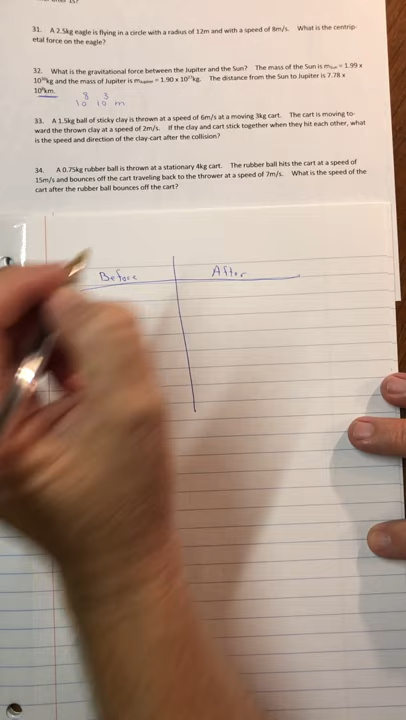 31. A 2.5kg eagle is flying in a circle with a radius of 12m and with a speed of 8m/s. What is the centrip-
etal force on the eagle?
32. What is the gravitational force between the Jupiter and the Sun? The mass of the Sun is mSun = 1.99 x
10³⁰kg and the mass of Jupiter is mJupiter = 1.90 x 10²⁷kg. The distance from the Sun to Jupiter is 7.78 x
10⁸km.
10⁸ 10³ m
33. A 1.5kg ball of sticky clay is thrown at a speed of 6m/s at a moving 3kg cart. The cart is moving to-
ward the thrown clay at a speed of 2m/s. If the clay and cart stick together when they hit each other, what
is the speed and direction of the clay-cart after the collision?
34. A 0.75kg rubber ball is thrown at a stationary 4kg cart. The rubber ball hits the cart at a speed of
15m/s and bounces off the cart traveling back to the thrower at a speed of 7m/s. What is the speed of the
cart after the rubber ball bounces off the cart?
Before After